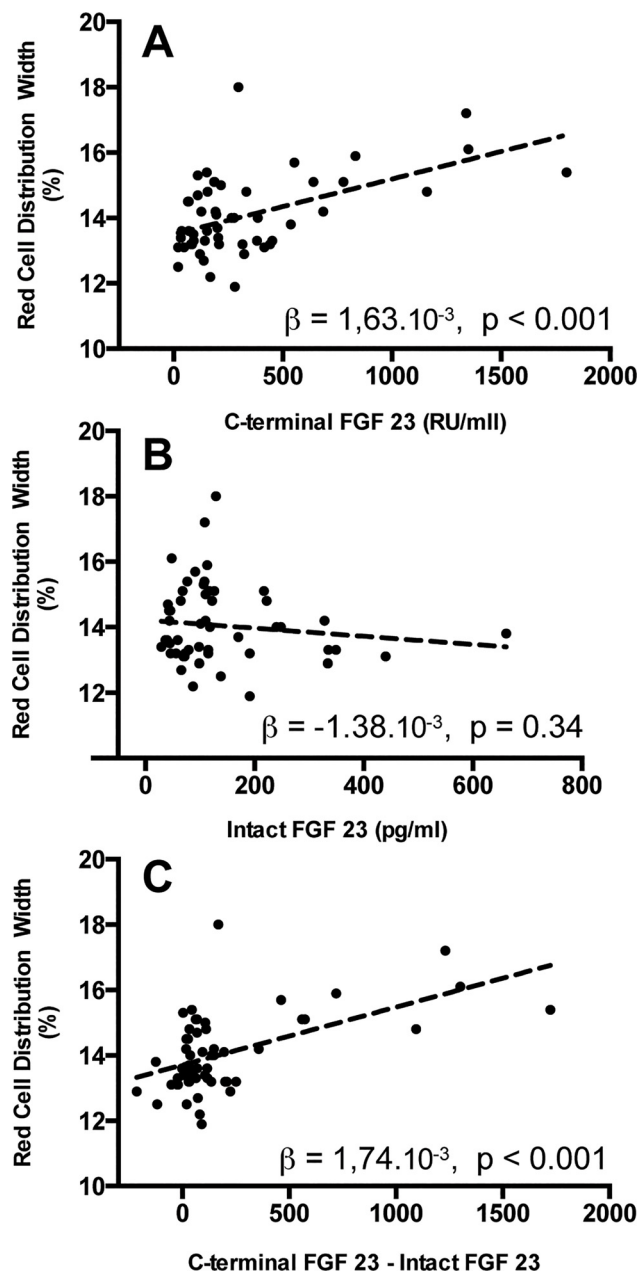 A
20
18
16
14
12
10
Red Cell Distribution Width
(%)
β = 1,63.10-3, p < 0.001
0 500 1000 1500 2000
C-terminal FGF 23 (RU/mll)
B
20
18
16
14
12
Red Cell Distribution Width
(%)
β = -1.38.10-3, p = 0.34
0 200 400 600 800
Intact FGF 23 (pg/ml)
C
20
18
16
14
12
10
Red Cell Distribution Width
(%)
β = 1,74.10-3, p < 0.001
0 500 1000 1500 2000
C-terminal FGF 23 - Intact FGF 23